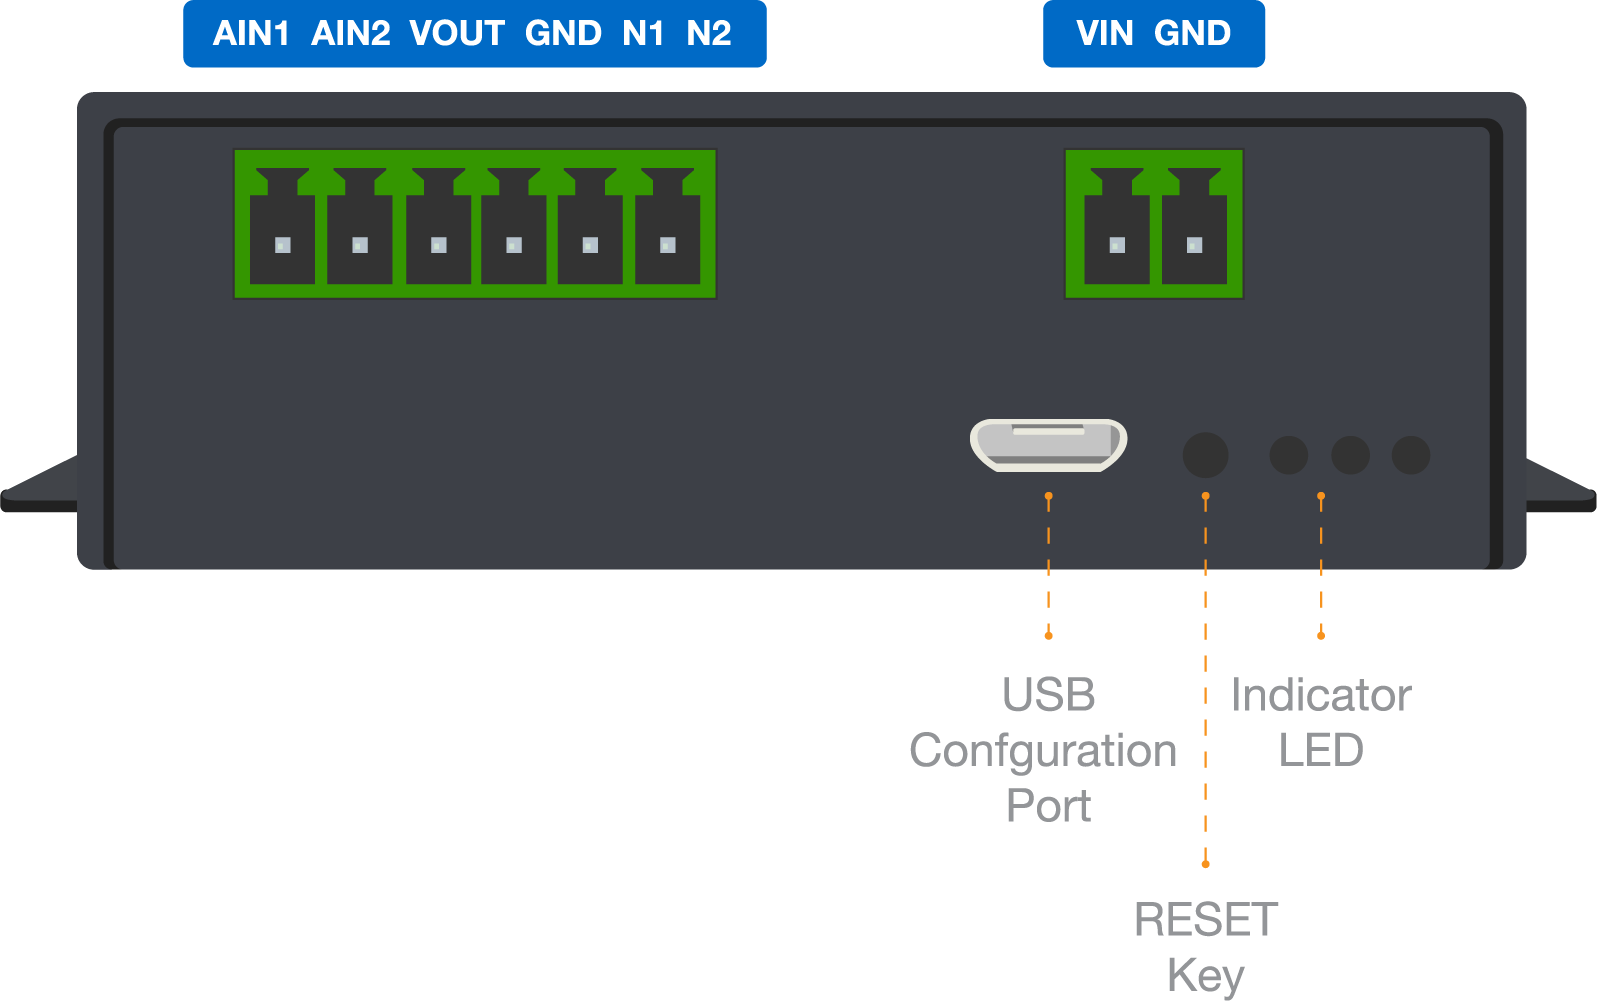 AIN1 AIN2 VOUT GND N1 N2
VIN GND
USB
Confguration
Port
Indicator
LED
RESET
Key